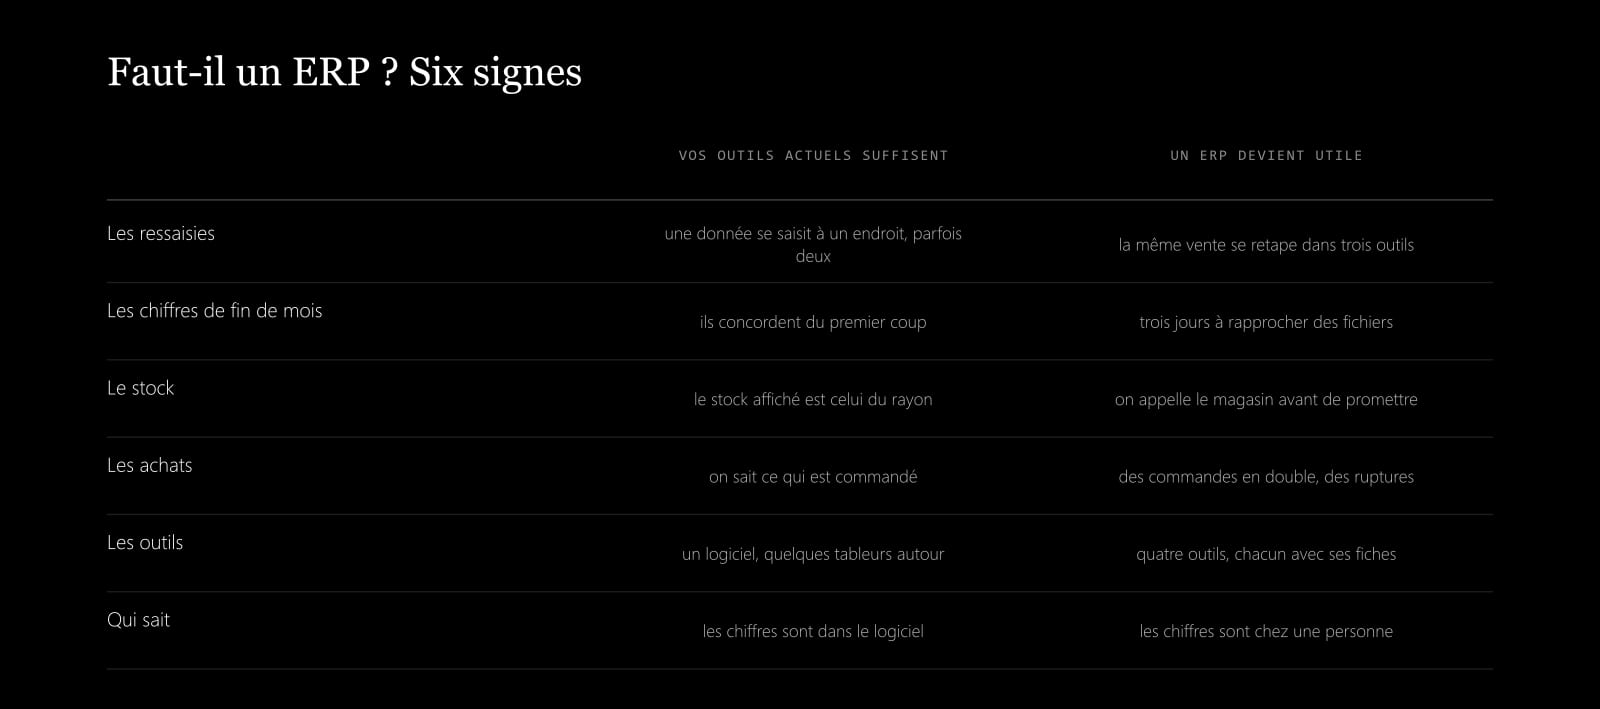 Faut-il un ERP ? Six signes
VOS OUTILS ACTUELS SUFFISENT
UN ERP DEVIENT UTILE
Les ressaisies
une donnée se saisit à un endroit, parfois
deux
la même vente se retape dans trois outils
Les chiffres de fin de mois
ils concordent du premier coup
trois jours à rapprocher des fichiers
Le stock
le stock affiché est celui du rayon
on appelle le magasin avant de promettre
Les achats
on sait ce qui est commandé
des commandes en double, des ruptures
Les outils
un logiciel, quelques tableurs autour
quatre outils, chacun avec ses fiches
Qui sait
les chiffres sont dans le logiciel
les chiffres sont chez une personne